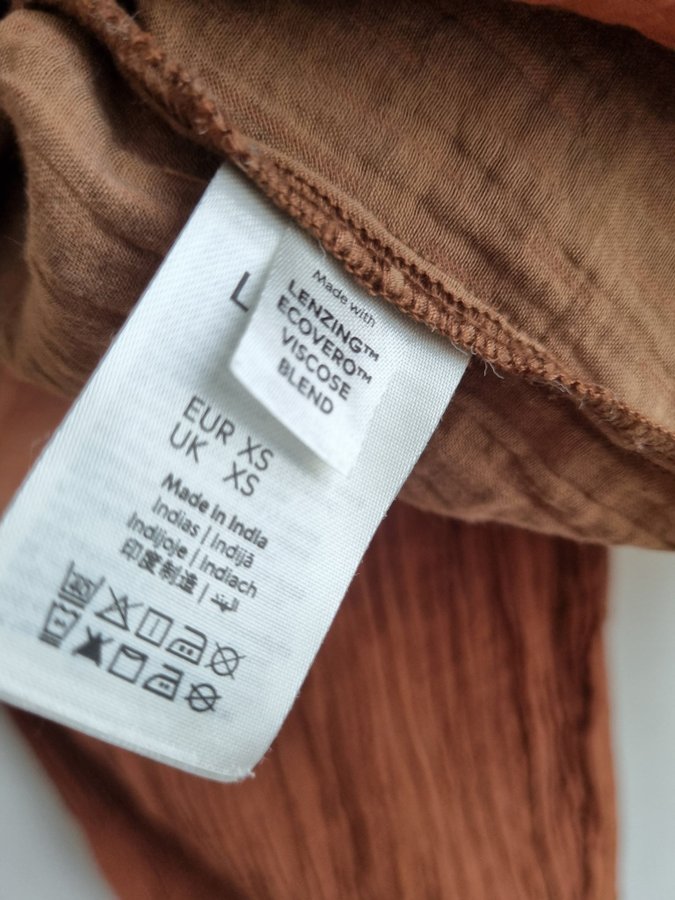 L
Made with
LENZING™
ECOVERO™
VISCOSE
BLEND
EUR XS
UK XS
Made in India
Indias | Indijā
Indijoje | Indiach
印度制造 | الهند